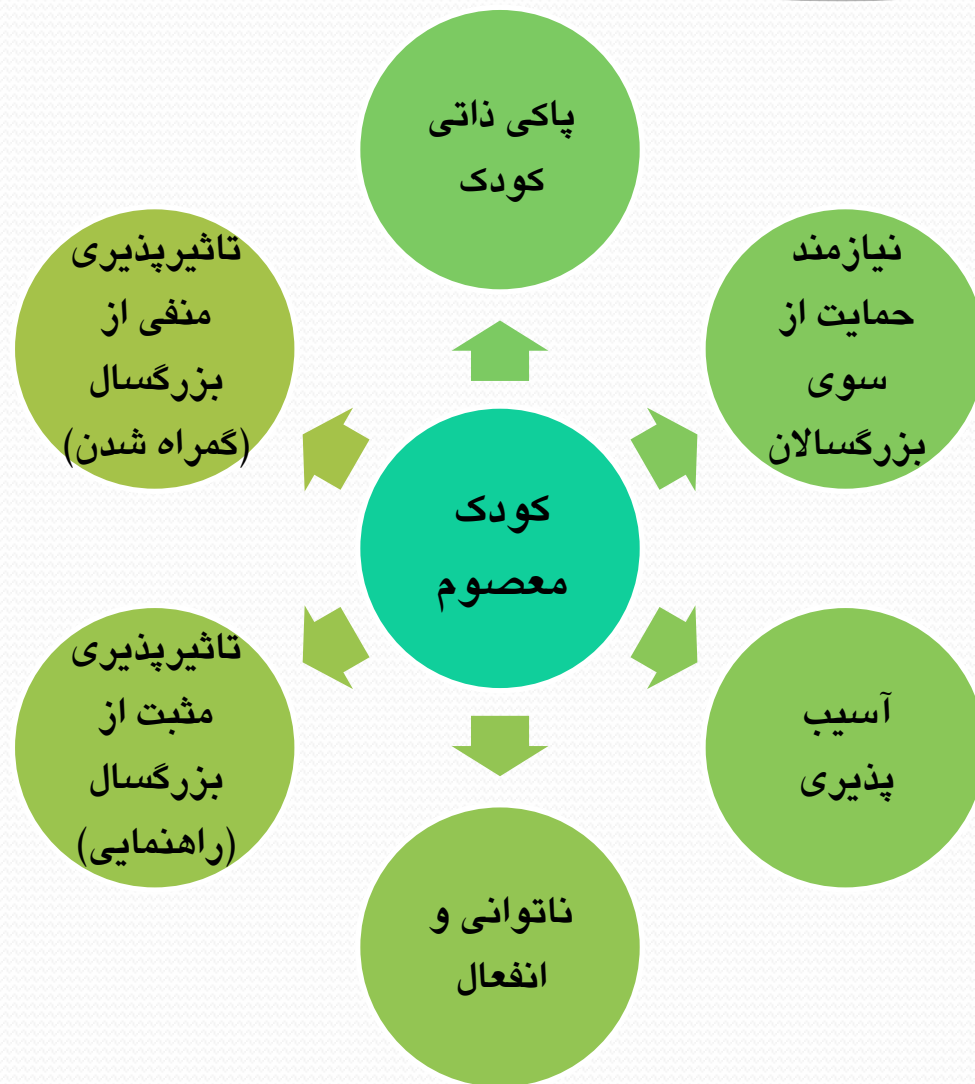 پاکی ذاتی
کودک
نیازمند
حمایت از
سوی
بزرگسالان
آسیب
پذیری
ناتوانی و
انفعال
تاثیرپذیری
مثبت از
بزرگسال
(راهنمایی)
تاثیرپذیری
منفی از
بزرگسال
(گمراه شدن)
کودک
معصوم